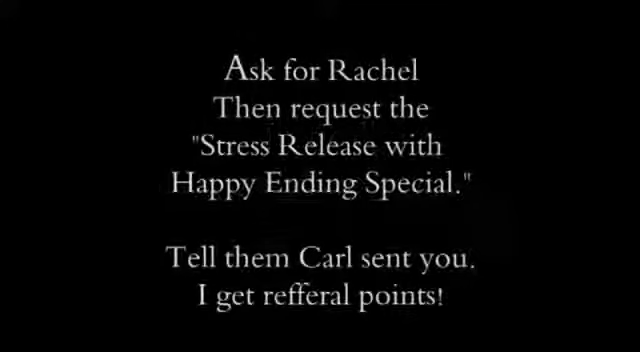 Ask for Rachel
Then request the
"Stress Release with
Happy Ending Special."
Tell them Carl sent you.
I get refferal points!